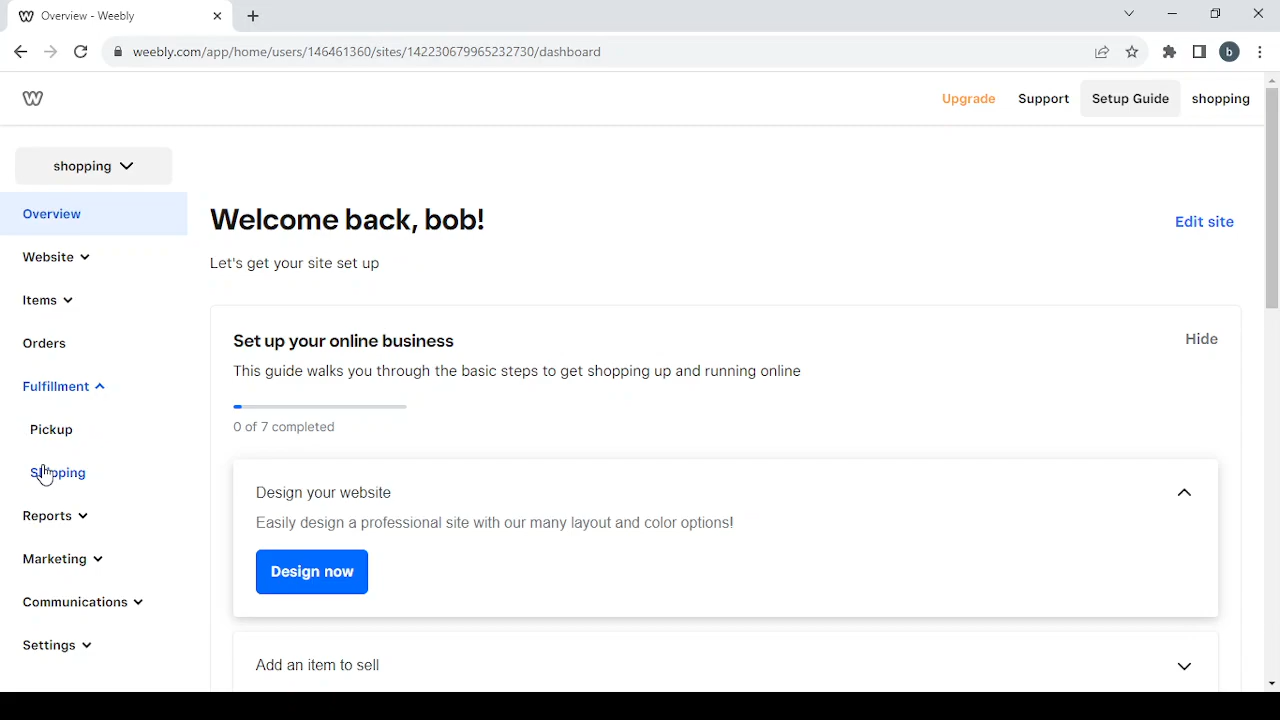 Overview - Weebly
weebly.com/app/home/users/146461360/sites/142230679965232730/dashboard
b
Upgrade
Support
Setup Guide
shopping
shopping
Overview
Website
Items
Orders
Fulfillment
Pickup
Shipping
Reports
Marketing
Communications
Settings
Welcome back, bob!
Edit site
Let's get your site set up
Set up your online business
Hide
This guide walks you through the basic steps to get shopping up and running online
0 of 7 completed
Design your website
Easily design a professional site with our many layout and color options!
Design now
Add an item to sell